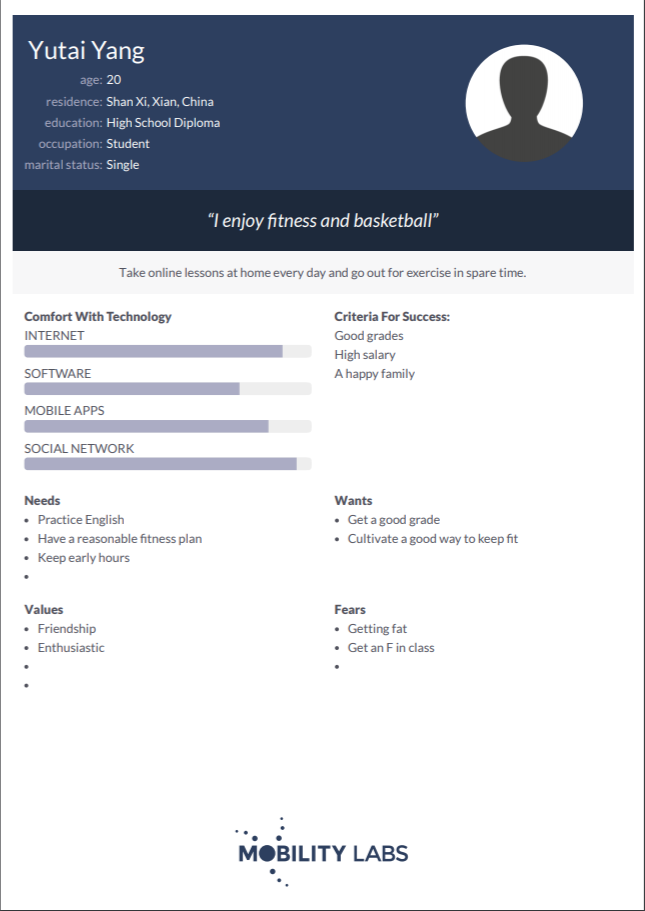 Yutai Yang
age: 20
residence: Shan Xi, Xian, China
education: High School Diploma
occupation: Student
marital status: Single
“I enjoy fitness and basketball”
Take online lessons at home every day and go out for exercise in spare time.
Comfort With Technology
INTERNET
SOFTWARE
MOBILE APPS
SOCIAL NETWORK
Criteria For Success:
Good grades
High salary
A happy family
Needs
• Practice English
• Have a reasonable fitness plan
• Keep early hours
•
Wants
• Get a good grade
• Cultivate a good way to keep fit
Values
• Friendship
• Enthusiastic
•
•
Fears
• Getting fat
• Get an F in class
•
MOBILITY LABS